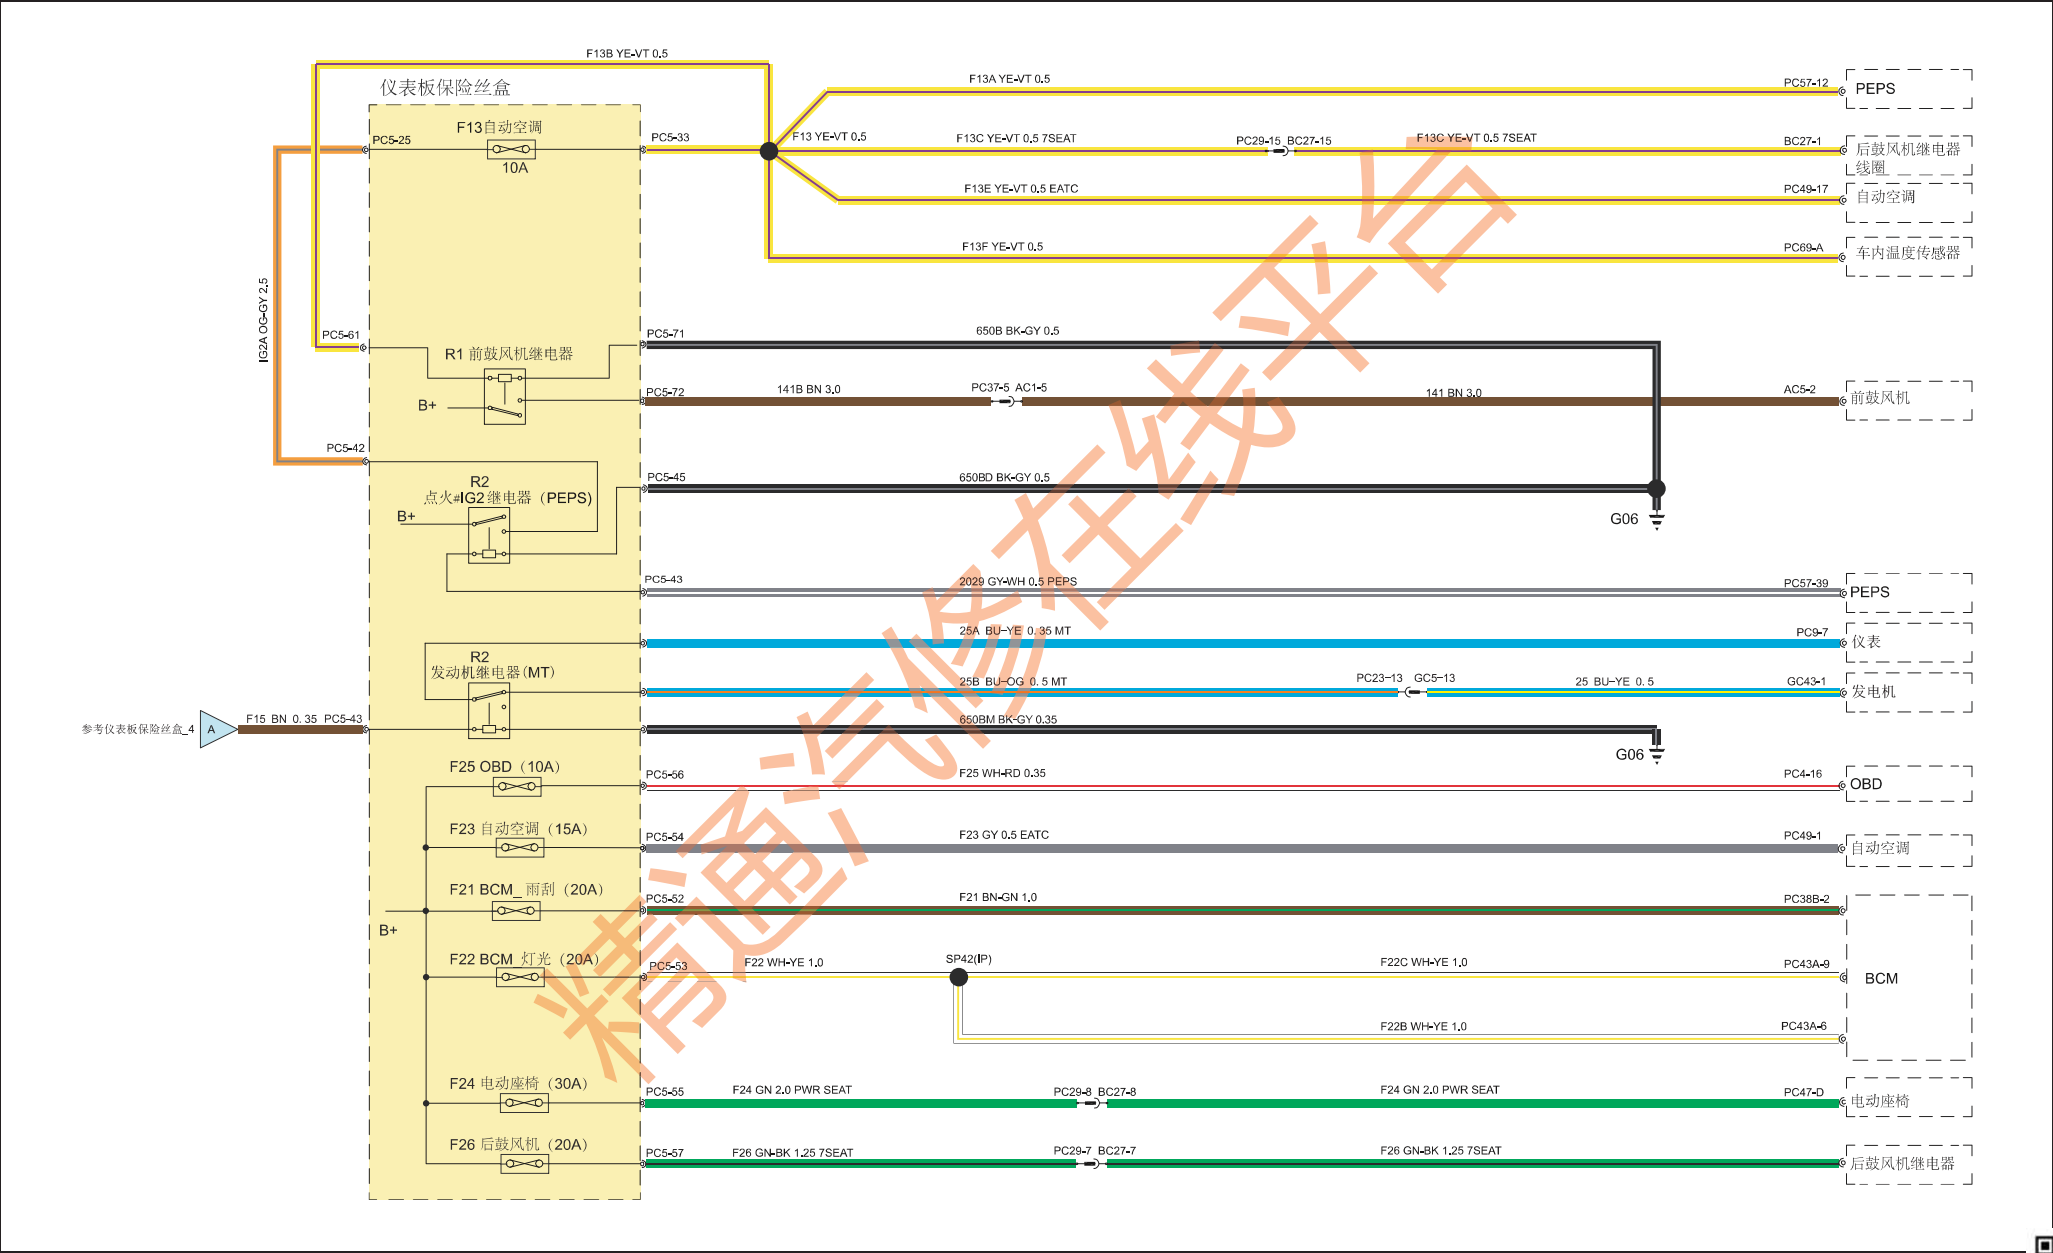 F13B YE-VT 0.5
仪表板保险丝盒
F13A YE-VT 0.5
PC57-12
PEPS
F13自动空调
PC5-25
10A
PC5-33
F13 YE-VT 0.5
F13C YE-VT 0.5 7SEAT
PC29-15 BC27-15
F13C YE-VT 0.5 7SEAT
BC27-1
后鼓风机继电器
线圈
F13E YE-VT 0.5 EATC
PC49-17
自动空调
F13F YE-VT 0.5
PC69-A
车内温度传感器
IG2A OG-GY 2.5
PC5-61
R1 前鼓风机继电器
B+
PC5-71
650B BK-GY 0.5
PC5-72
141B BN 3.0
PC37-5 AC1-5
141 BN 3.0
AC5-2
前鼓风机
PC5-42
R2
点火#IG2继电器（PEPS)
B+
PC5-45
650BD BK-GY 0.5
G06
PC5-43
2029 GY-WH 0.5 PEPS
PC57-39
PEPS
25A BU-YE 0.35 MT
PC9-7
仪表
R2
发动机继电器(MT)
25B BU-OG 0.5 MT
PC23-13 GC5-13
25 BU-YE 0.5
GC43-1
发电机
参考仪表板保险丝盒_4
A
F15 BN 0.35 PC5-43
650BM BK-GY 0.35
G06
F25 OBD（10A）
PC5-56
F25 WH-RD 0.35
PC4-16
OBD
F23 自动空调（15A）
PC5-54
F23 GY 0.5 EATC
PC49-1
自动空调
F21 BCM_雨刮（20A）
PC5-52
F21 BN-GN 1.0
PC38B-2
B+
F22 BCM_灯光（20A）
PC5-53
F22 WH-YE 1.0
SP42(IP)
F22C WH-YE 1.0
PC43A-9
BCM
F22B WH-YE 1.0
PC43A-6
F24 电动座椅（30A）
PC5-55
F24 GN 2.0 PWR SEAT
PC29-8 BC27-8
F24 GN 2.0 PWR SEAT
PC47-D
电动座椅
F26 后鼓风机（20A）
PC5-57
F26 GN-BK 1.25 7SEAT
PC29-7 BC27-7
F26 GN-BK 1.25 7SEAT
后鼓风机继电器
精通汽修在线平台